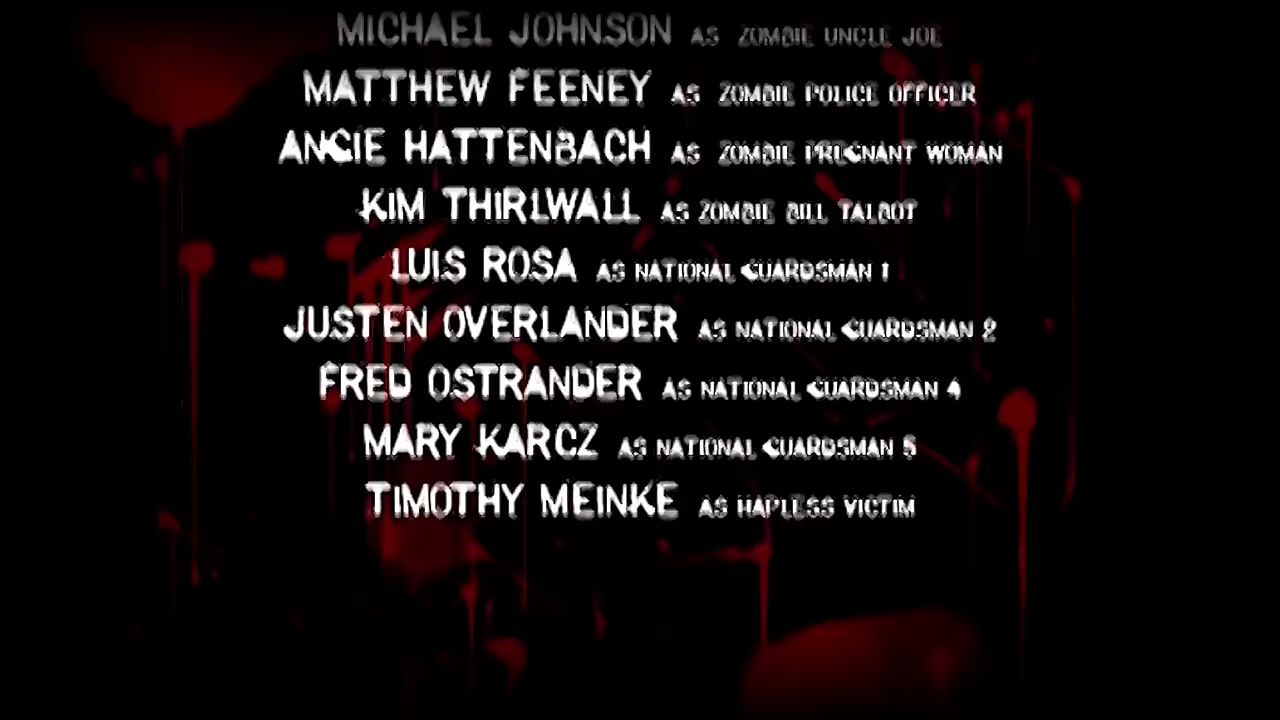 MICHAEL JOHNSON AS ZOMBIE UNCLE JOE
MATTHEW FEENEY AS ZOMBIE POLICE OFFICER
ANGIE HATTENBACH AS ZOMBIE PREGNANT WOMAN
KIM THIRLWALL AS ZOMBIE BILL TALBOT
LUIS ROSA AS NATIONAL GUARDSMAN 1
JUSTEN OVERLANDER AS NATIONAL GUARDSMAN 2
FRED OSTRANDER AS NATIONAL GUARDSMAN 4
MARY KARCZ AS NATIONAL GUARDSMAN 5
TIMOTHY MEINKE AS HAPLESS VICTIM